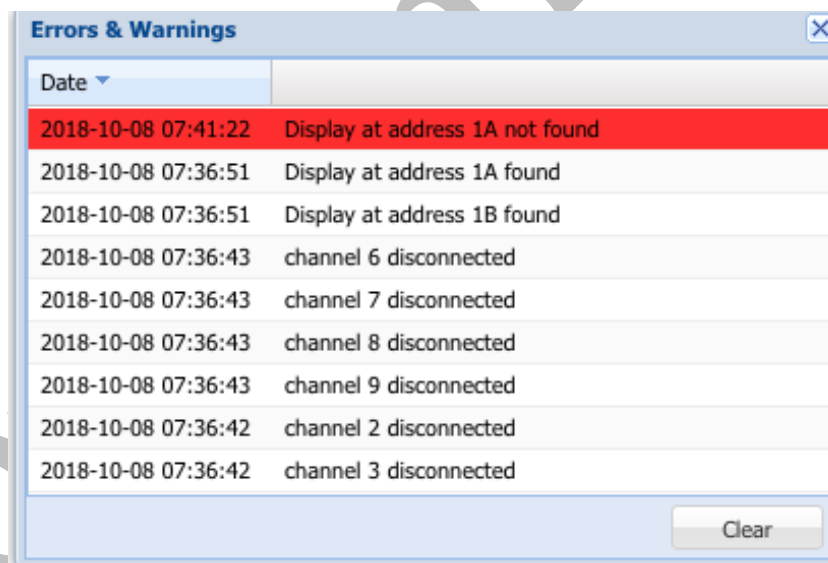 Errors & Warnings
Date
2018-10-08 07:41:22 Display at address 1A not found
2018-10-08 07:36:51 Display at address 1A found
2018-10-08 07:36:51 Display at address 1B found
2018-10-08 07:36:43 channel 6 disconnected
2018-10-08 07:36:43 channel 7 disconnected
2018-10-08 07:36:43 channel 8 disconnected
2018-10-08 07:36:43 channel 9 disconnected
2018-10-08 07:36:42 channel 2 disconnected
2018-10-08 07:36:42 channel 3 disconnected
Clear